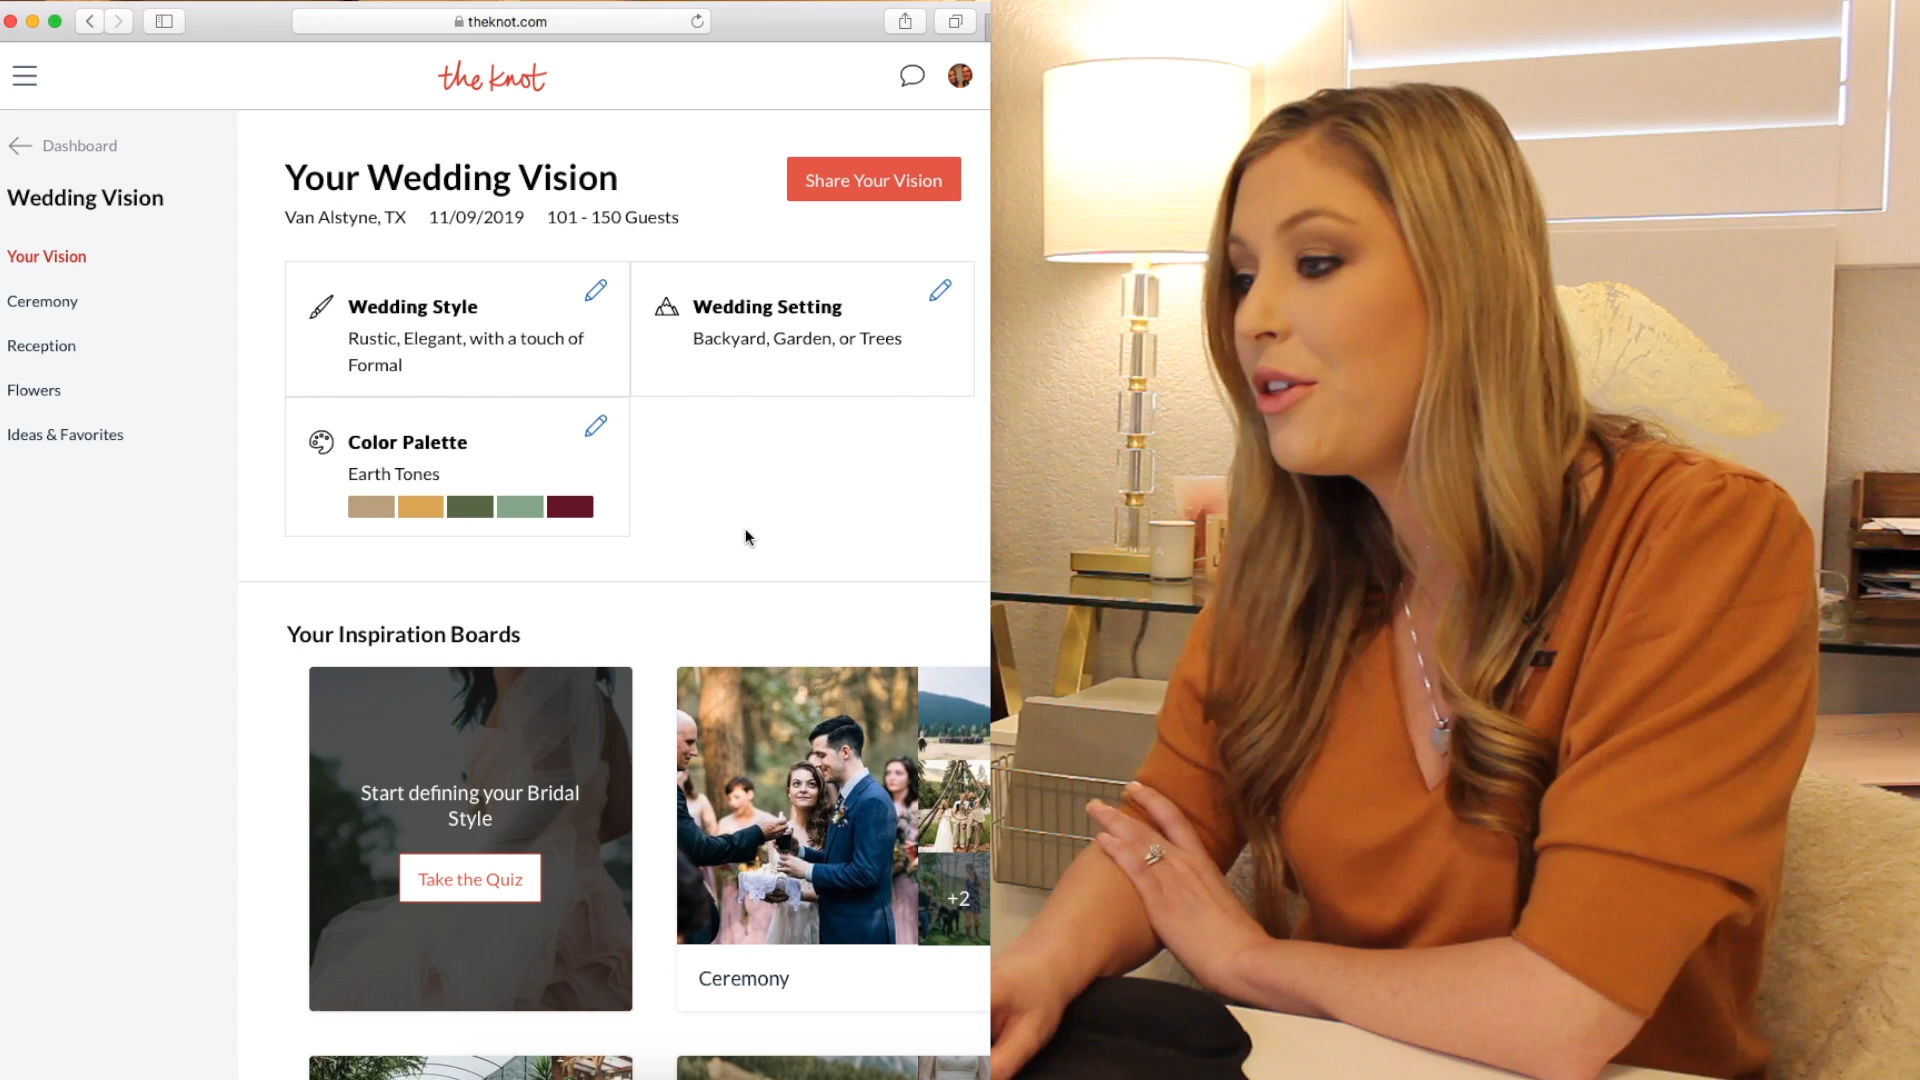 theknot.com
the knot
Dashboard
Wedding Vision
Your Vision
Ceremony
Reception
Flowers
Ideas & Favorites
Your Wedding Vision
Share Your Vision
Van Alstyne, TX 11/09/2019 101 - 150 Guests
Wedding Style
Rustic, Elegant, with a touch of
Formal
Wedding Setting
Backyard, Garden, or Trees
Color Palette
Earth Tones
Your Inspiration Boards
Start defining your Bridal
Style
Take the Quiz
+2
Ceremony